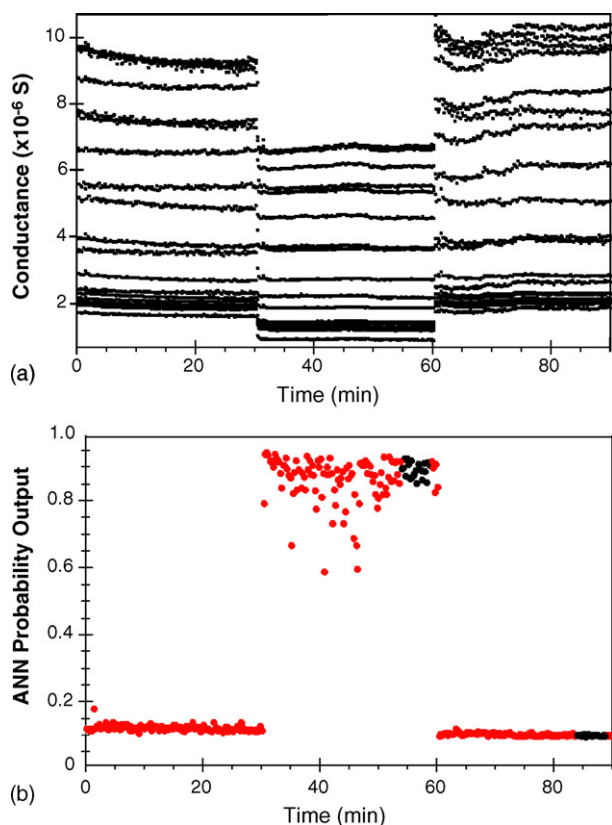 10
8
6
4
2
Conductance (x10⁻⁶ S)
0 20 40 60 80
Time (min)
(a)
1.0
0.8
0.6
0.4
0.2
0
ANN Probability Output
0 20 40 60 80
Time (min)
(b)